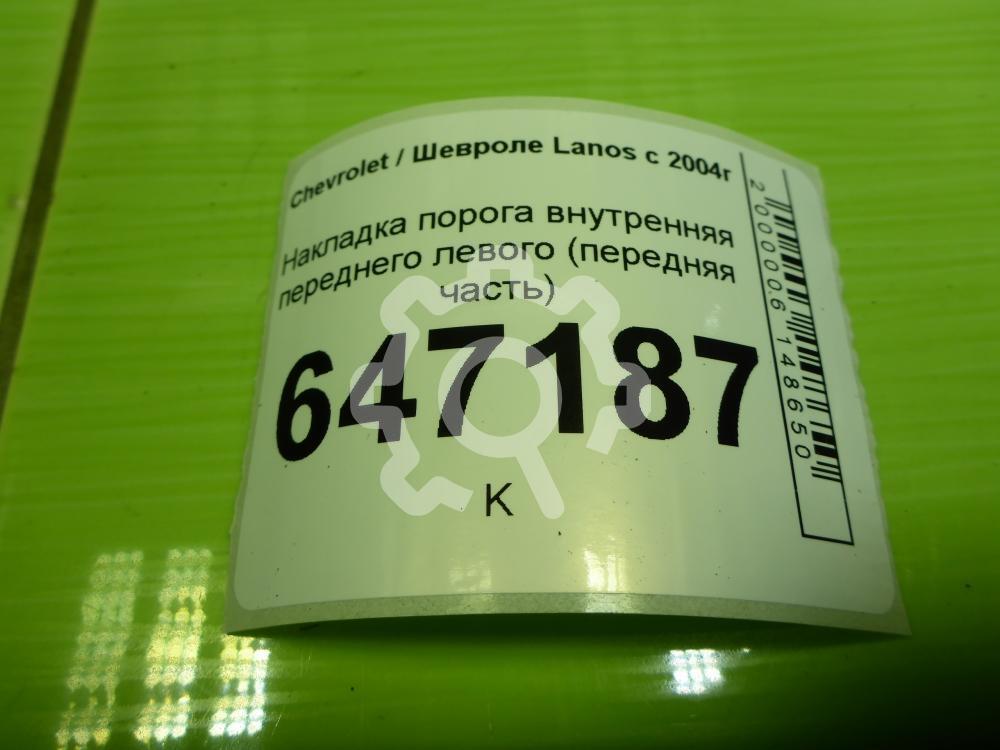 Chevrolet / Шевроле Lanos с 2004г
Накладка порога внутренняя
переднего левого (передняя
часть)
647187
К
2000006148650